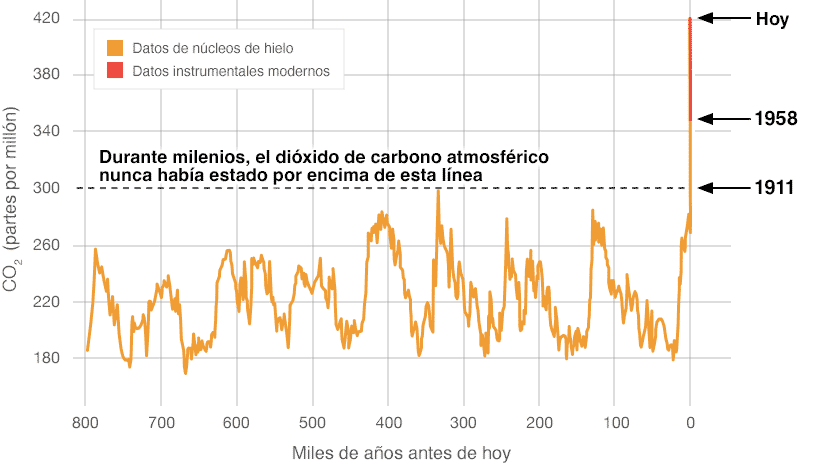 420
Hoy
Datos de núcleos de hielo
380
Datos instrumentales modernos
340
1958
Durante milenios, el dióxido de carbono atmosférico
nunca había estado por encima de esta línea
300
1911
CO2 (partes por millón)
260
220
180
800 700 600 500 400 300 200 100 0
Miles de años antes de hoy